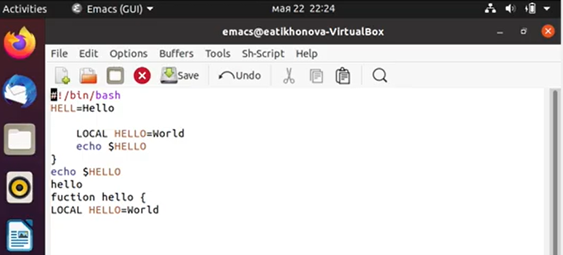 Activities Emacs (GUI) мая 22 22:24
emacs@eatikhonova-VirtualBox
File Edit Options Buffers Tools Sh-Script Help
Save Undo
#!/bin/bash
HELL=Hello
LOCAL HELLO=World
echo $HELLO
}
echo $HELLO
hello
fuction hello {
LOCAL HELLO=World